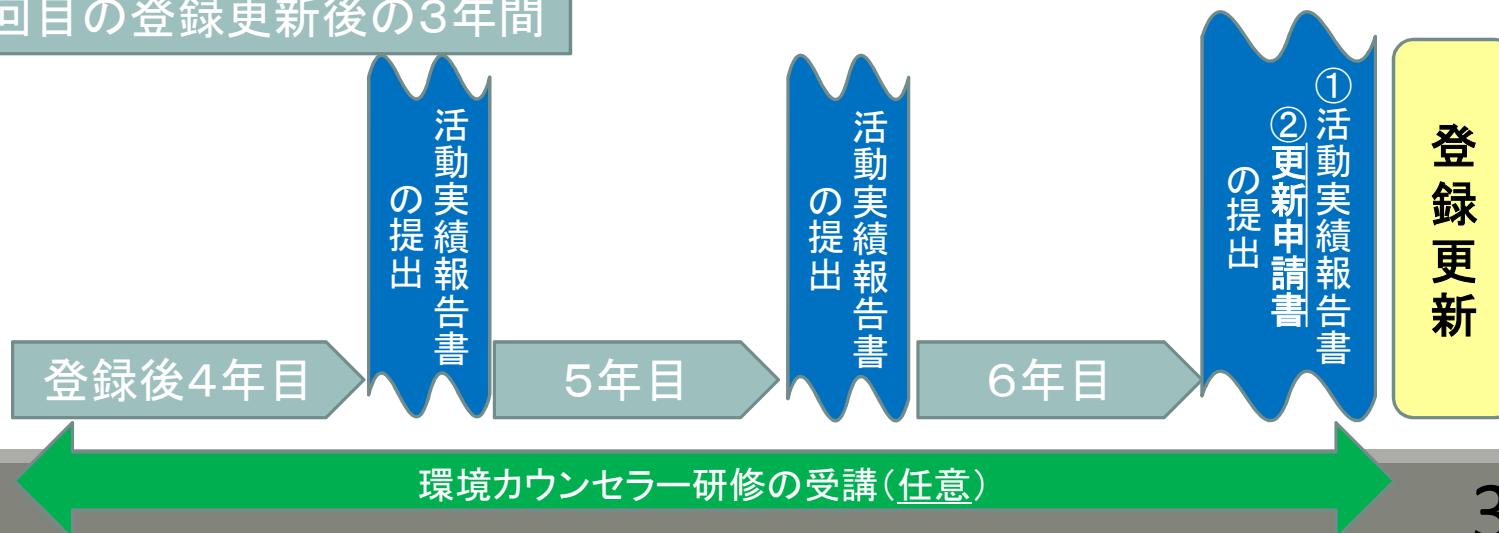 回目の登録更新後の3年間
活動実績報告書
の提出
活動実績報告書
の提出
①活動実績報告書
②更新申請書
の提出
登録更新
登録後4年目
5年目
6年目
環境カウンセラー研修の受講(任意)
3